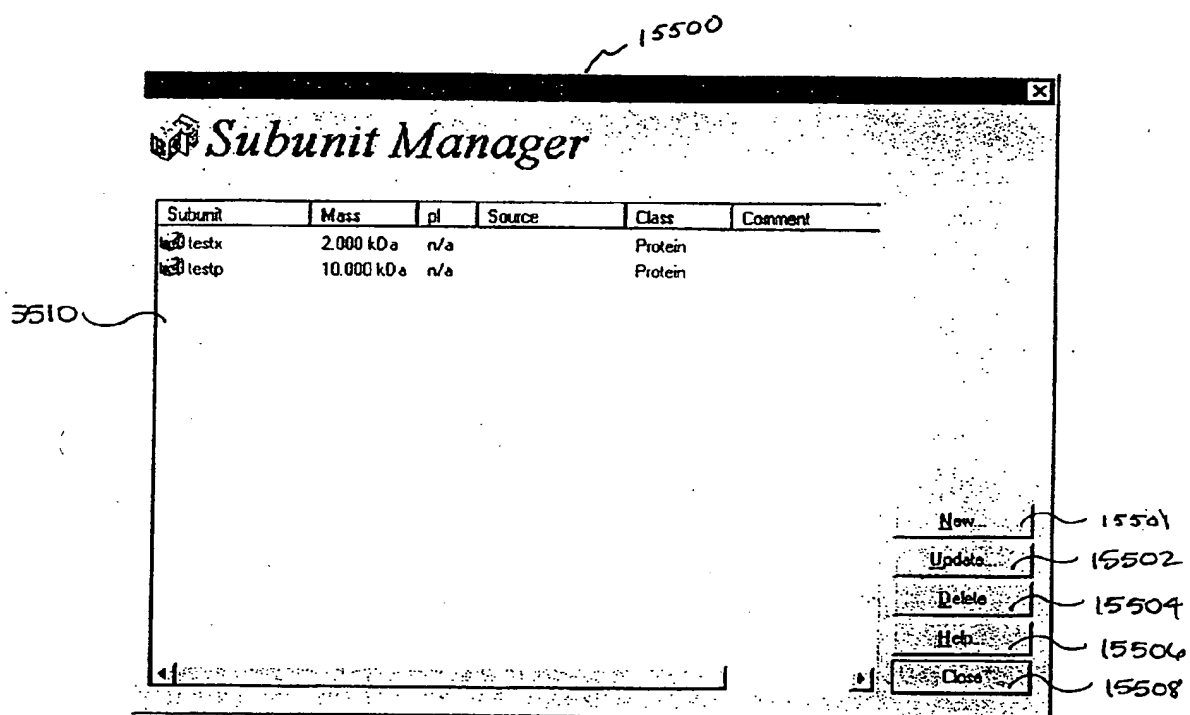 15500
Subunit Manager
Subunit Mass pI Source Class Comment
testx 2.000 kDa n/a Protein
testp 10.000 kDa n/a Protein
3510
New... 15501
Update... 15502
Delete 15504
Help... 15506
Close 15508